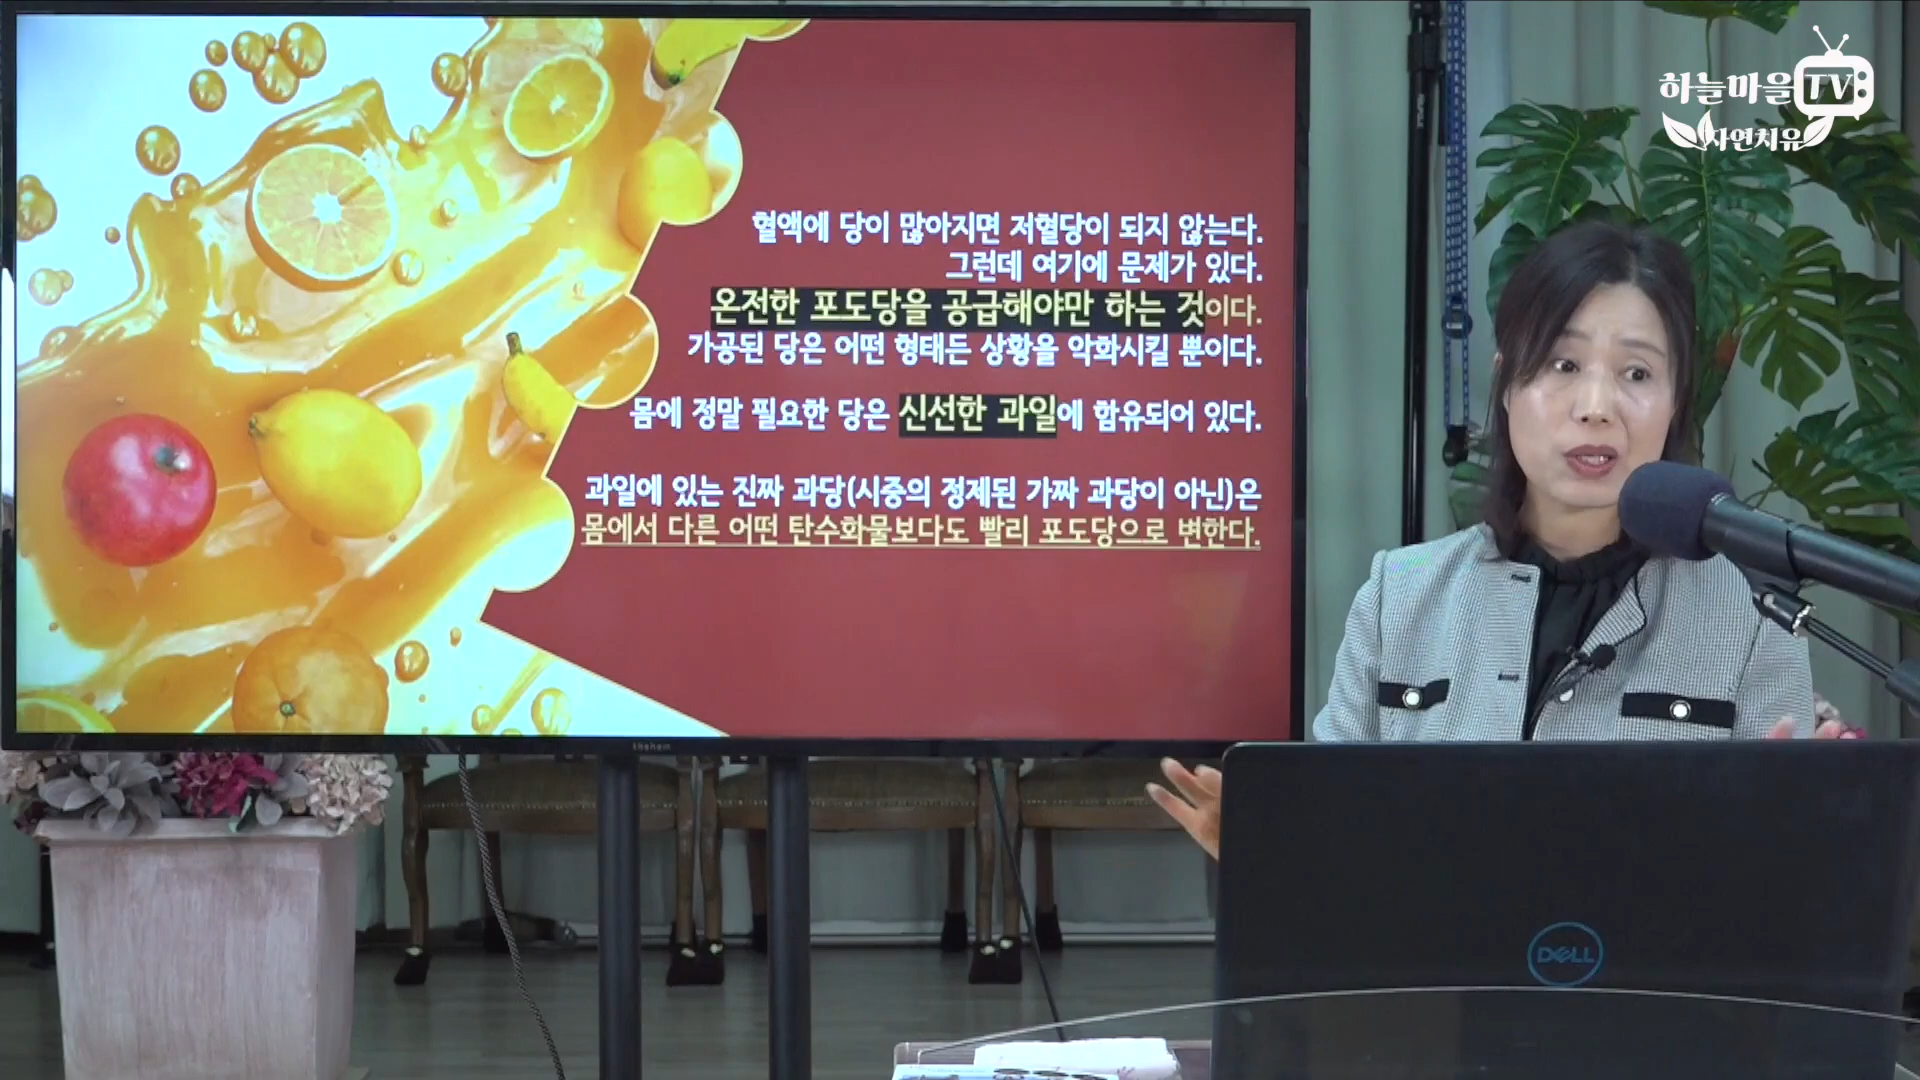 하늘마을 TV
자연치유
혈액에 당이 많아지면 저혈당이 되지 않는다.
그런데 여기에 문제가 있다.
온전한 포도당을 공급해야만 하는 것이다.
가공된 당은 어떤 형태든 상황을 악화시킬 뿐이다.
몸에 정말 필요한 당은 신선한 과일에 함유되어 있다.
과일에 있는 진짜 과당(시중의 정제된 가짜 과당이 아닌)은
몸에서 다른 어떤 탄수화물보다도 빨리 포도당으로 변한다.
DELL